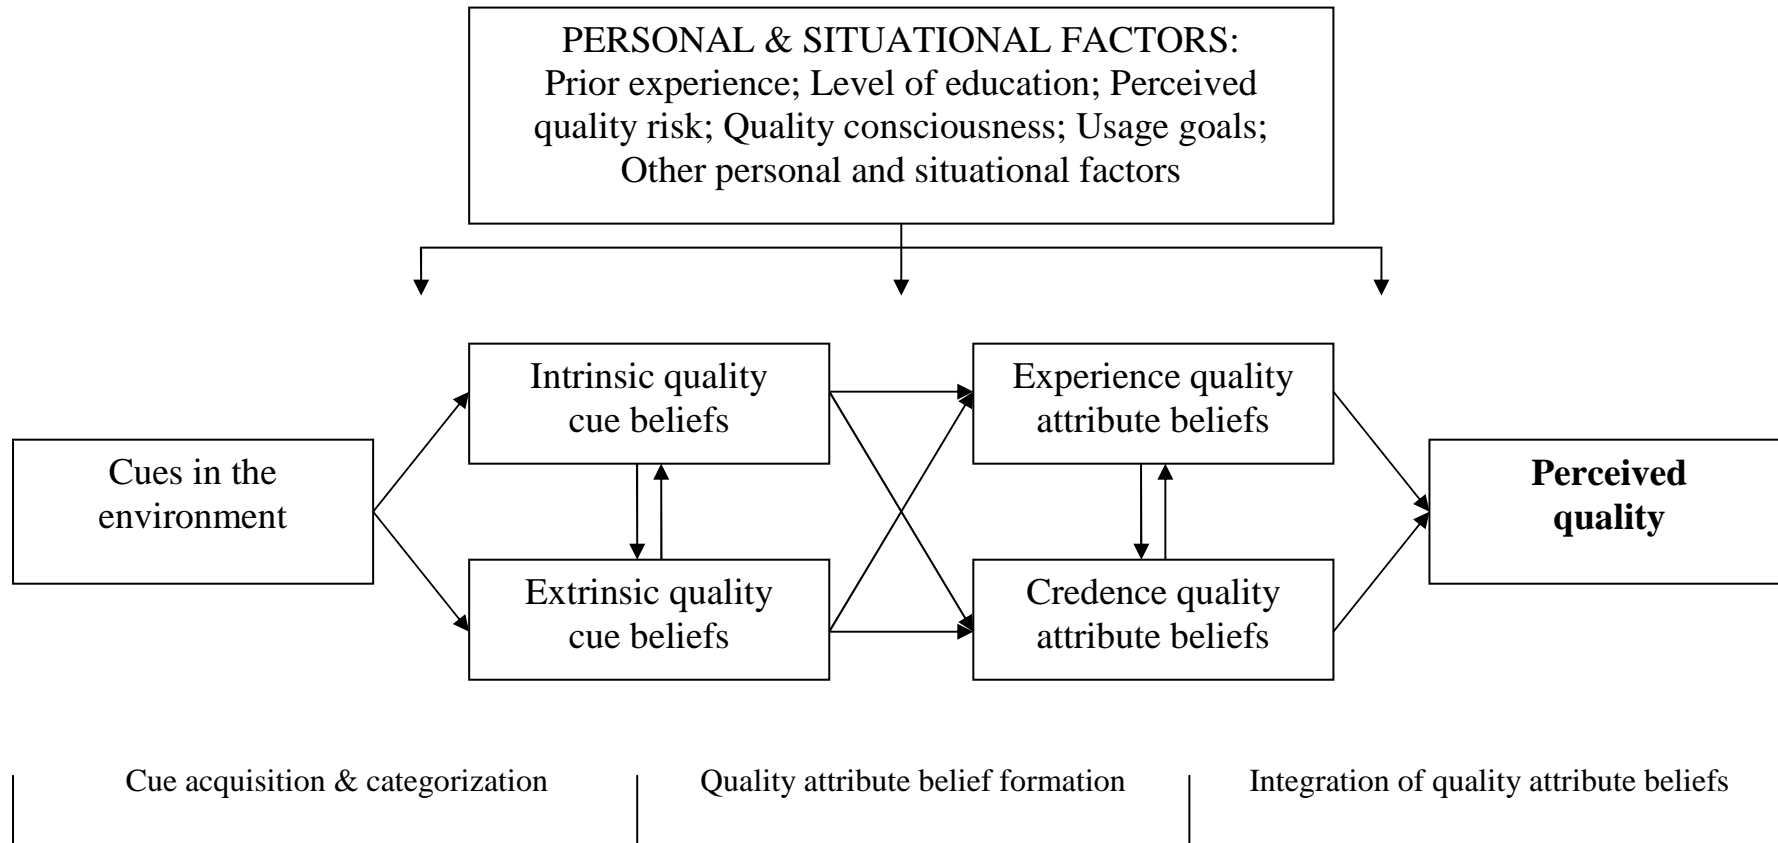 PERSONAL & SITUATIONAL FACTORS:
Prior experience; Level of education; Perceived
quality risk; Quality consciousness; Usage goals;
Other personal and situational factors
Cues in the
environment
Intrinsic quality
cue beliefs
Extrinsic quality
cue beliefs
Experience quality
attribute beliefs
Credence quality
attribute beliefs
Perceived
quality
Cue acquisition & categorization
Quality attribute belief formation
Integration of quality attribute beliefs